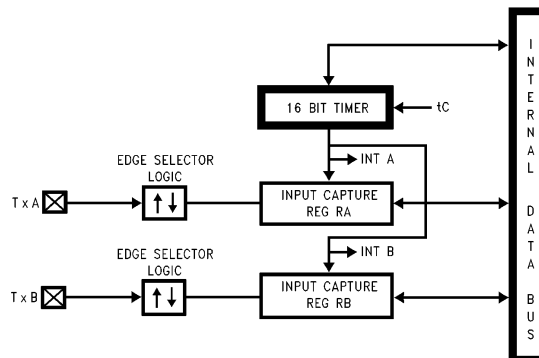 16 BIT TIMER
tC
INT A
EDGE SELECTOR
LOGIC
TxA
INPUT CAPTURE
REG RA
INT B
EDGE SELECTOR
LOGIC
TxB
INPUT CAPTURE
REG RB
INTERNAL DATA BUS